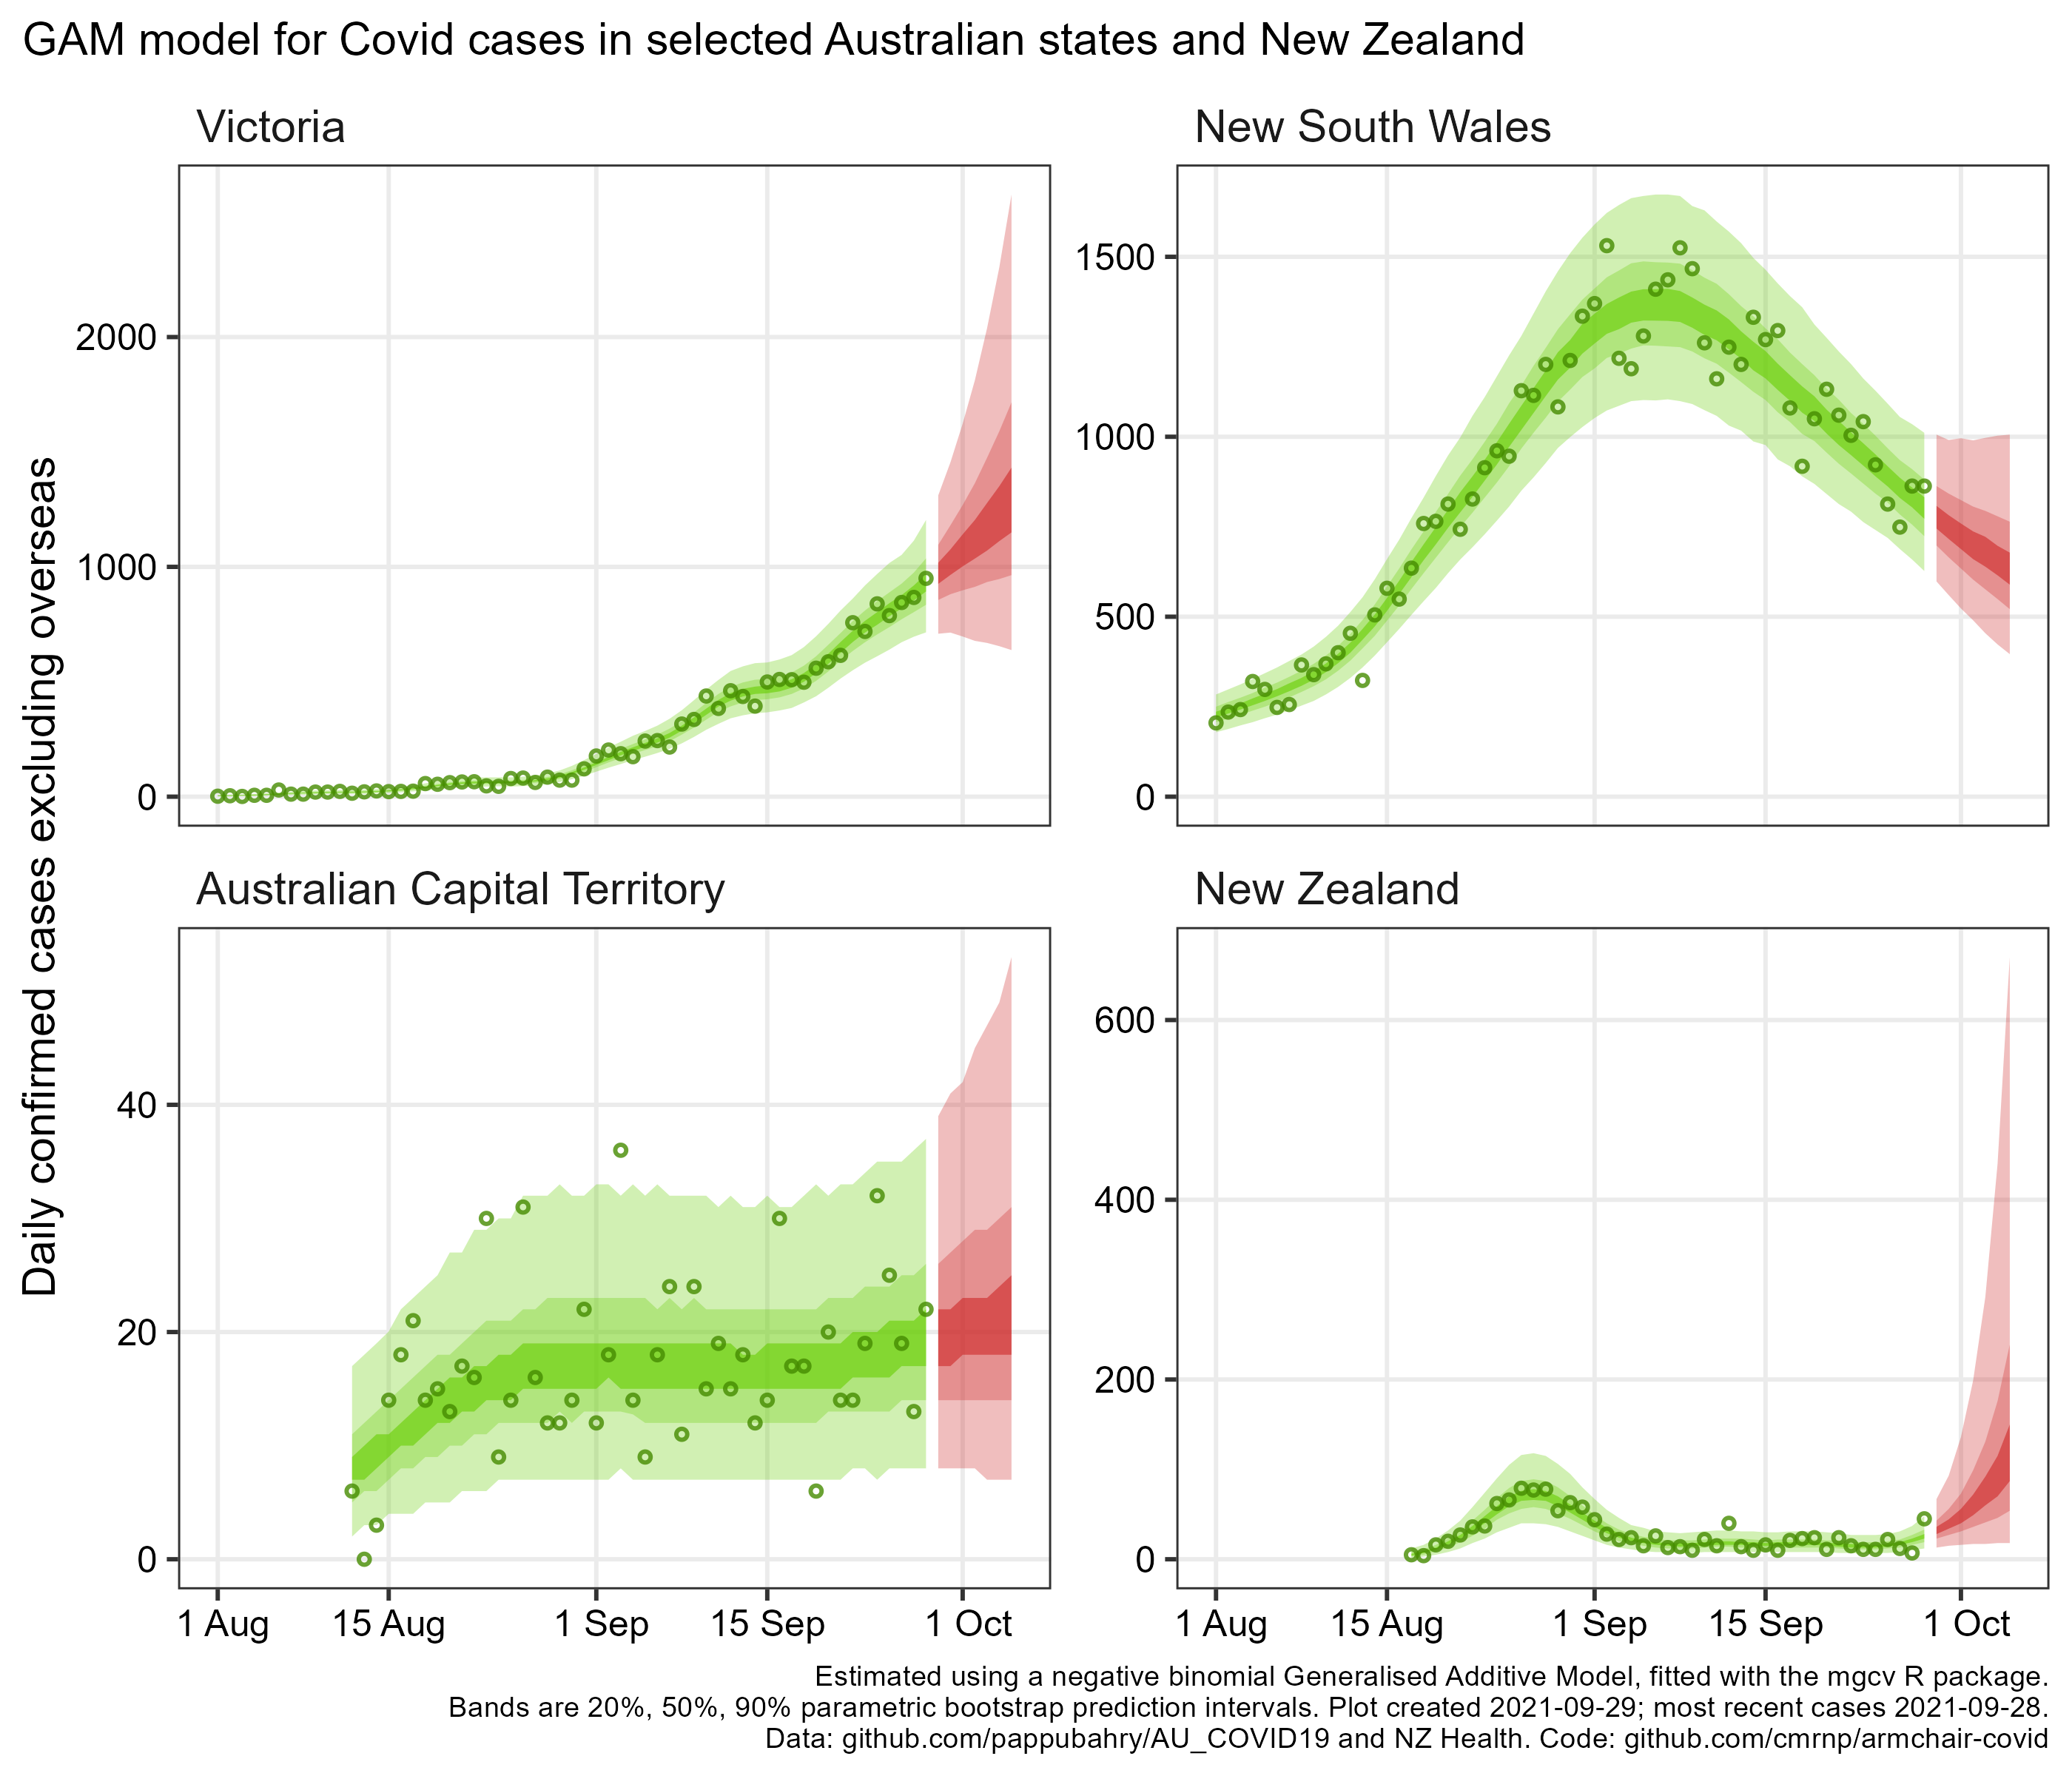 GAM model for Covid cases in selected Australian states and New Zealand
Daily confirmed cases excluding overseas
Victoria
2000
1000
0
New South Wales
1500
1000
500
0
Australian Capital Territory
40
20
0
1 Aug 15 Aug 1 Sep 15 Sep 1 Oct
New Zealand
600
400
200
0
1 Aug 15 Aug 1 Sep 15 Sep 1 Oct
Estimated using a negative binomial Generalised Additive Model, fitted with the mgcv R package.
Bands are 20%, 50%, 90% parametric bootstrap prediction intervals. Plot created 2021-09-29; most recent cases 2021-09-28.
Data: github.com/pappubahry/AU_COVID19 and NZ Health. Code: github.com/cmrnp/armchair-covid